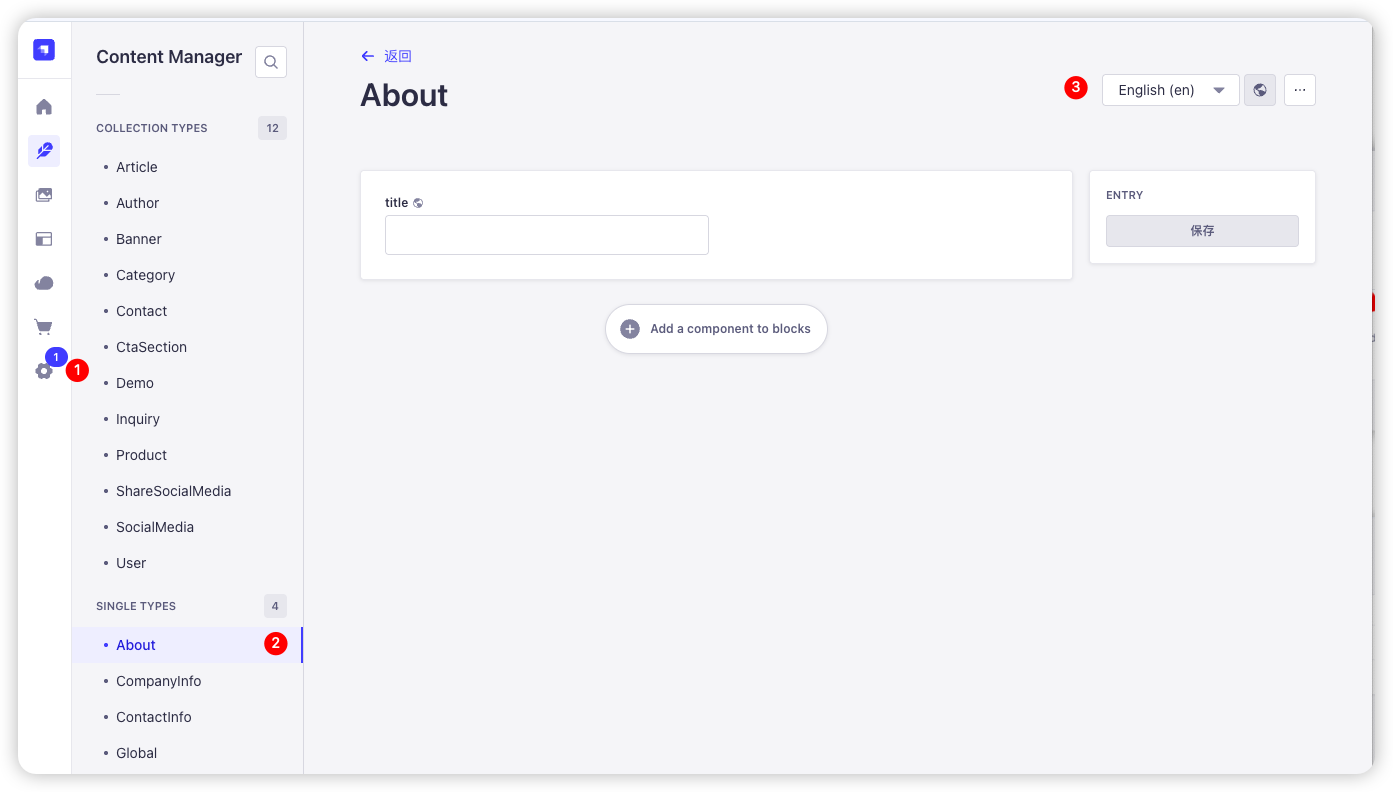 Content Manager
COLLECTION TYPES 12
Article
Author
Banner
Category
Contact
CtaSection
Demo
Inquiry
Product
ShareSocialMedia
SocialMedia
User
SINGLE TYPES 4
About 2
CompanyInfo
ContactInfo
Global
1
1
返回
About
3 English (en)
title
ENTRY
保存
Add a component to blocks